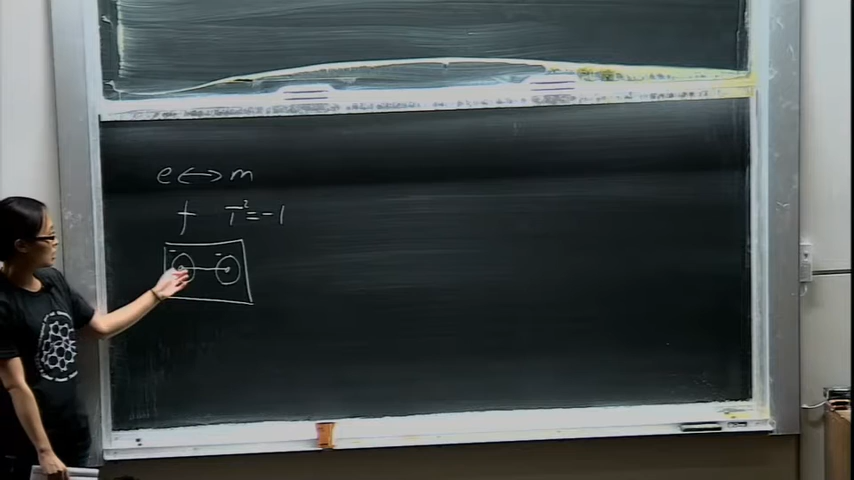 e ↔ m
f T² = -1
- -